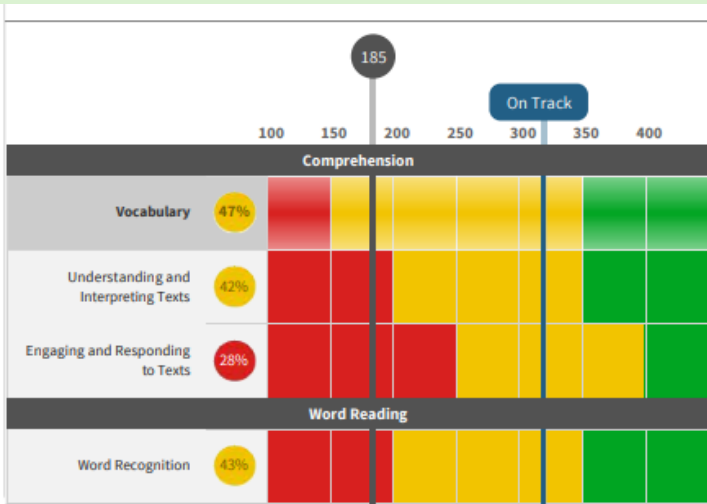 185
On Track
100 150 200 250 300 350 400
Comprehension
Vocabulary 47%
Understanding and
Interpreting Texts
42%
Engaging and Responding
to Texts
28%
Word Reading
Word Recognition 43%